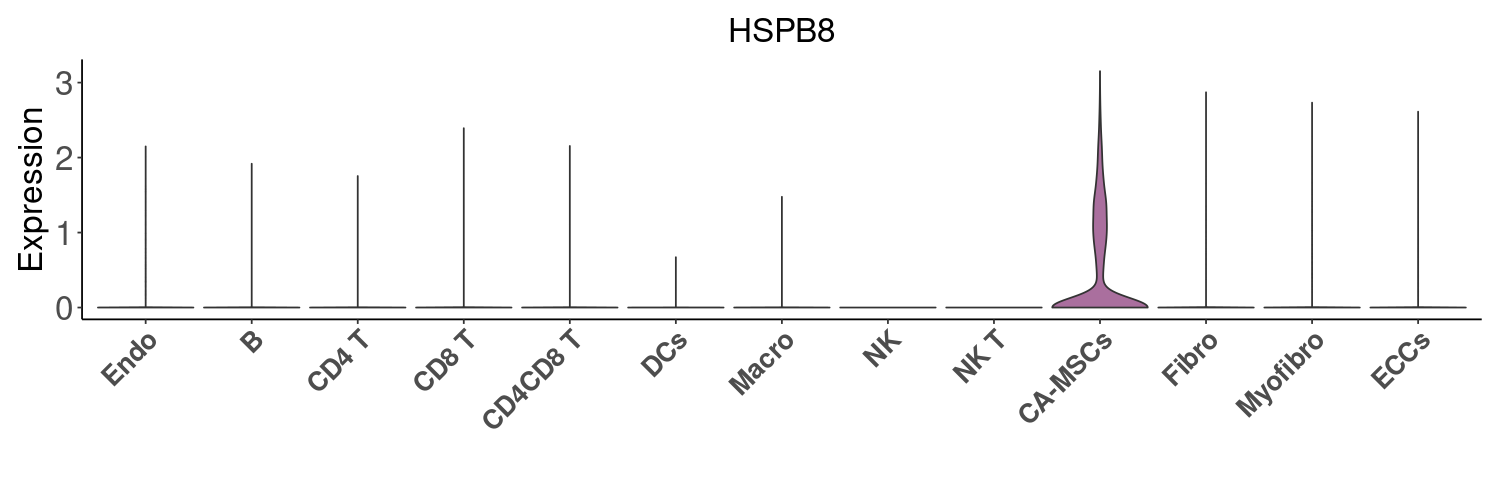 HSPB8
Expression
3
2
1
0
Endo
B
CD4 T
CD8 T
CD4CD8 T
DCs
Macro
NK
NK T
CA-MSCs
Fibro
Myofibro
ECCs